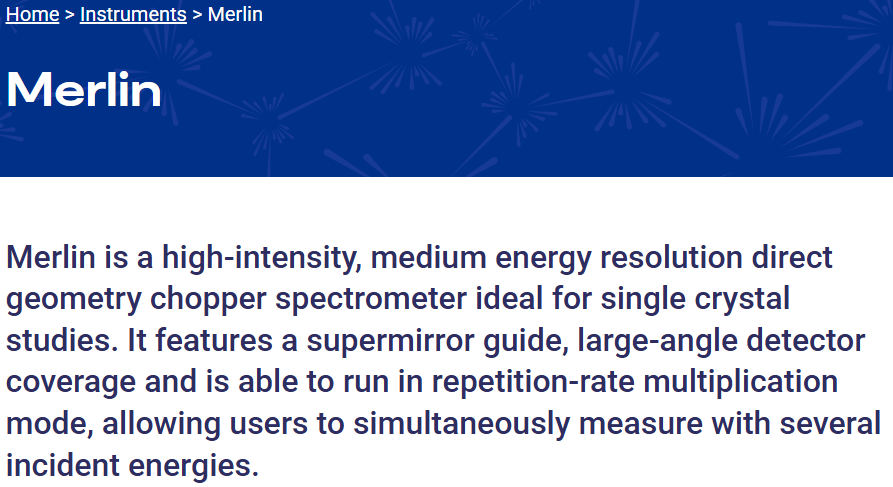 Home > Instruments > Merlin
Merlin
Merlin is a high-intensity, medium energy resolution direct
geometry chopper spectrometer ideal for single crystal
studies. It features a supermirror guide, large-angle detector
coverage and is able to run in repetition-rate multiplication
mode, allowing users to simultaneously measure with several
incident energies.